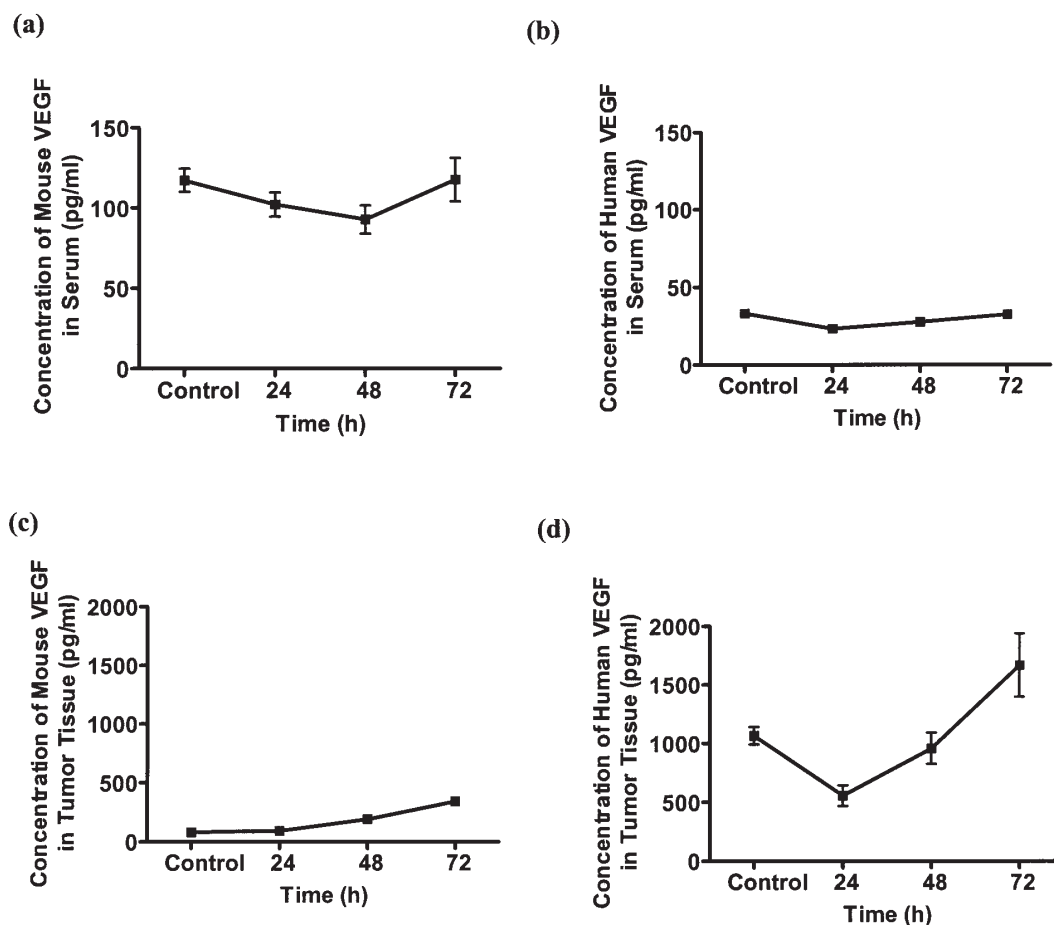 (a)
Concentration of Mouse VEGF
in Serum (pg/ml)
150
100
50
0
Control 24 48 72
Time (h)
(b)
Concentration of Human VEGF
in Serum (pg/ml)
150
100
50
0
Control 24 48 72
Time (h)
(c)
Concentration of Mouse VEGF
in Tumor Tissue (pg/ml)
2000
1500
1000
500
0
Control 24 48 72
Time (h)
(d)
Concentration of Human VEGF
in Tumor Tissue (pg/ml)
2000
1500
1000
500
0
Control 24 48 72
Time (h)